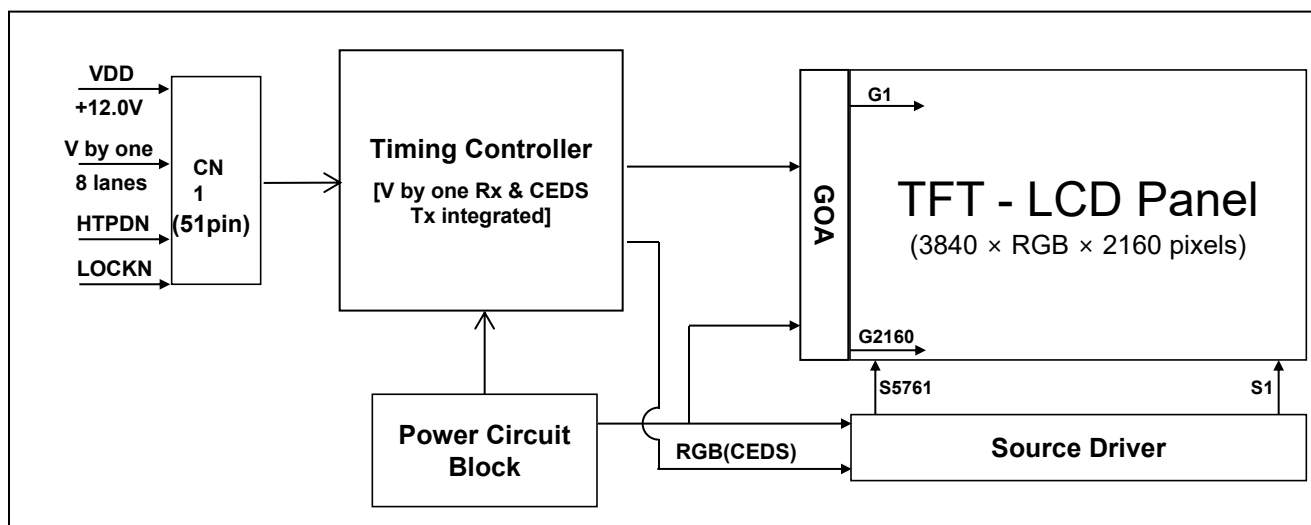 VDD
+12.0V
V by one
8 lanes
HTPDN
LOCKN
CN
1
(51pin)
Timing Controller
[V by one Rx & CEDS
Tx integrated]
Power Circuit
Block
RGB(CEDS)
GOA
G1
TFT - LCD Panel
(3840 × RGB × 2160 pixels)
G2160
S5761
S1
Source Driver